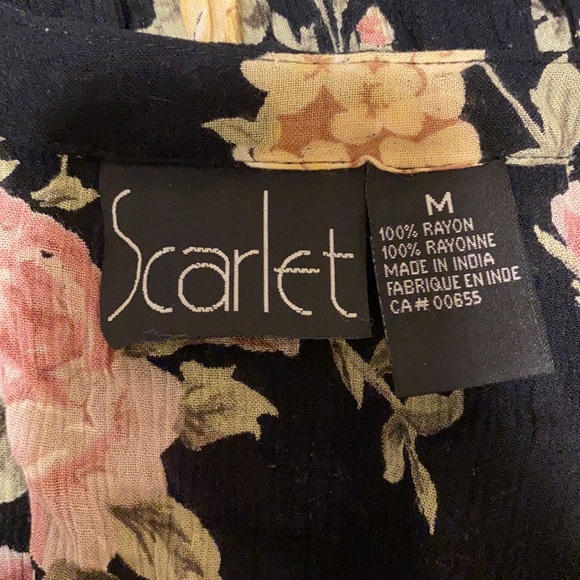 Scarlet
M
100% RAYON
100% RAYONNE
MADE IN INDIA
FABRIQUE EN INDE
CA# 00655